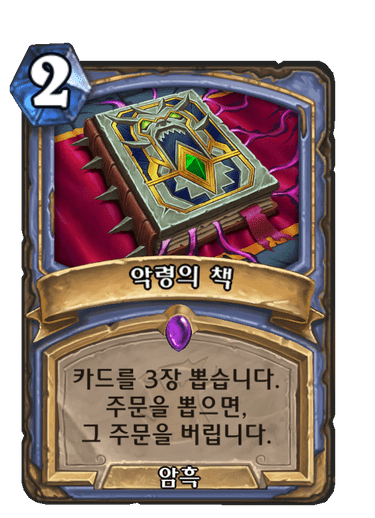 2
악령의 책
카드를 3장 뽑습니다.
주문을 뽑으면,
그 주문을 버립니다.
암흑